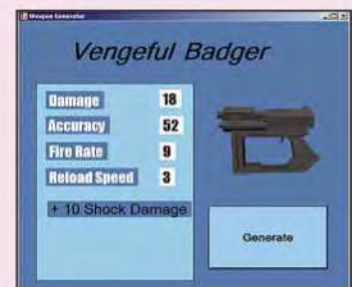 Weapon Generator
Vengeful Badger
Damage 18
Accuracy 52
Fire Rate 9
Reload Speed 3
+ 10 Shock Damage
Generate